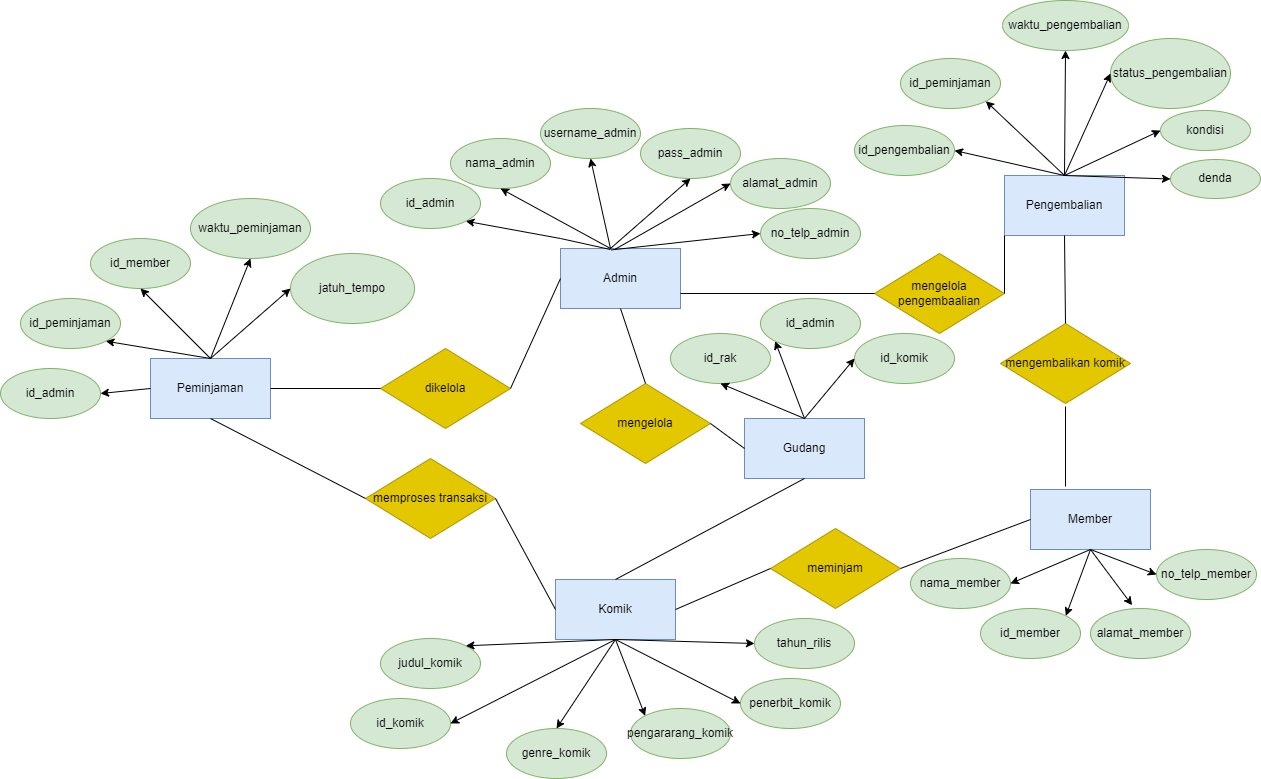 waktu_pengembalian
status_pengembalian
id_peminjaman
kondisi
id_pengembalian
denda
Pengembalian
username_admin
pass_admin
nama_admin
alamat_admin
id_admin
no_telp_admin
Admin
waktu_peminjaman
id_member
jatuh_tempo
id_peminjaman
id_admin
Peminjaman
dikelola
mengelola
pengembaalian
id_admin
id_rak
id_komik
mengelola
Gudang
mengembalikan komik
memproses transaksi
Member
meminjam
nama_member
no_telp_member
id_member
alamat_member
Komik
judul_komik
tahun_rilis
id_komik
penerbit_komik
genre_komik
pengararang_komik